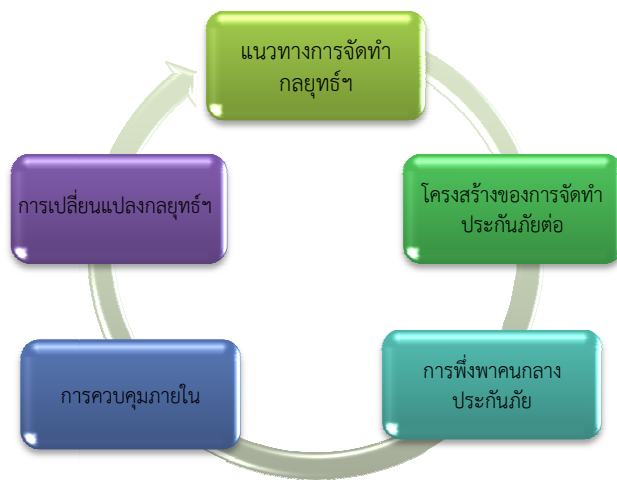 แนวทางการจัดทำ
กลยุทธ์ฯ
โครงสร้างของการจัดทำ
ประกันภัยต่อ
การพึ่งพาคนกลาง
ประกันภัย
การควบคุมภายใน
การเปลี่ยนแปลงกลยุทธ์ฯ